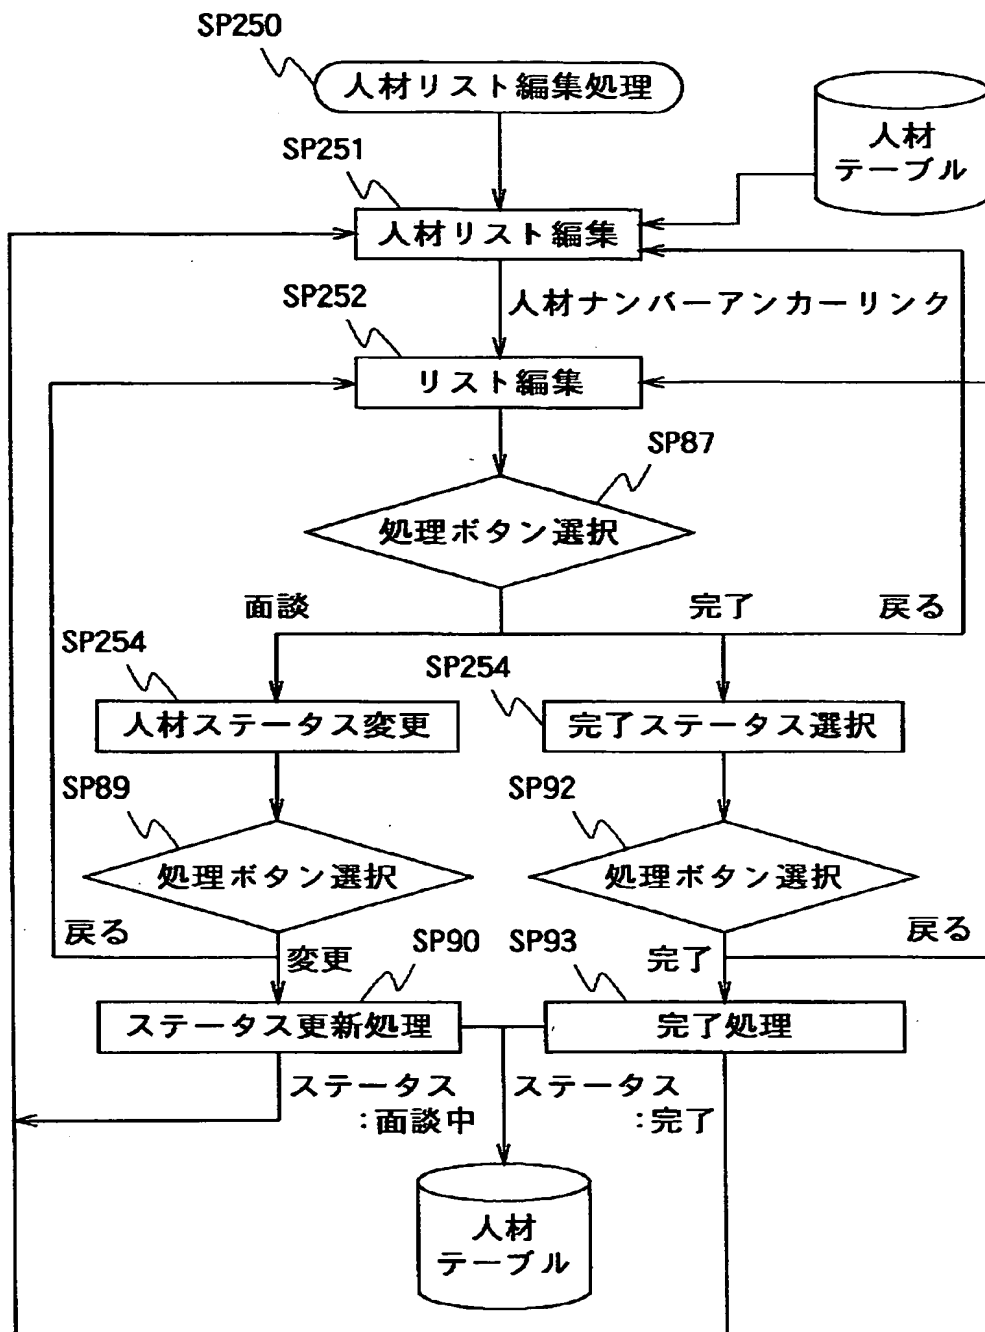 SP250
人材リスト編集処理
人材
テーブル
SP251
人材リスト編集
人材ナンバーアンカーリンク
SP252
リスト編集
SP87
処理ボタン選択
面談
完了
戻る
SP254
人材ステータス変更
SP254
完了ステータス選択
SP89
処理ボタン選択
SP92
処理ボタン選択
戻る
変更
SP90
SP93
完了
戻る
ステータス更新処理
完了処理
ステータス
:面談中
ステータス
:完了
人材
テーブル